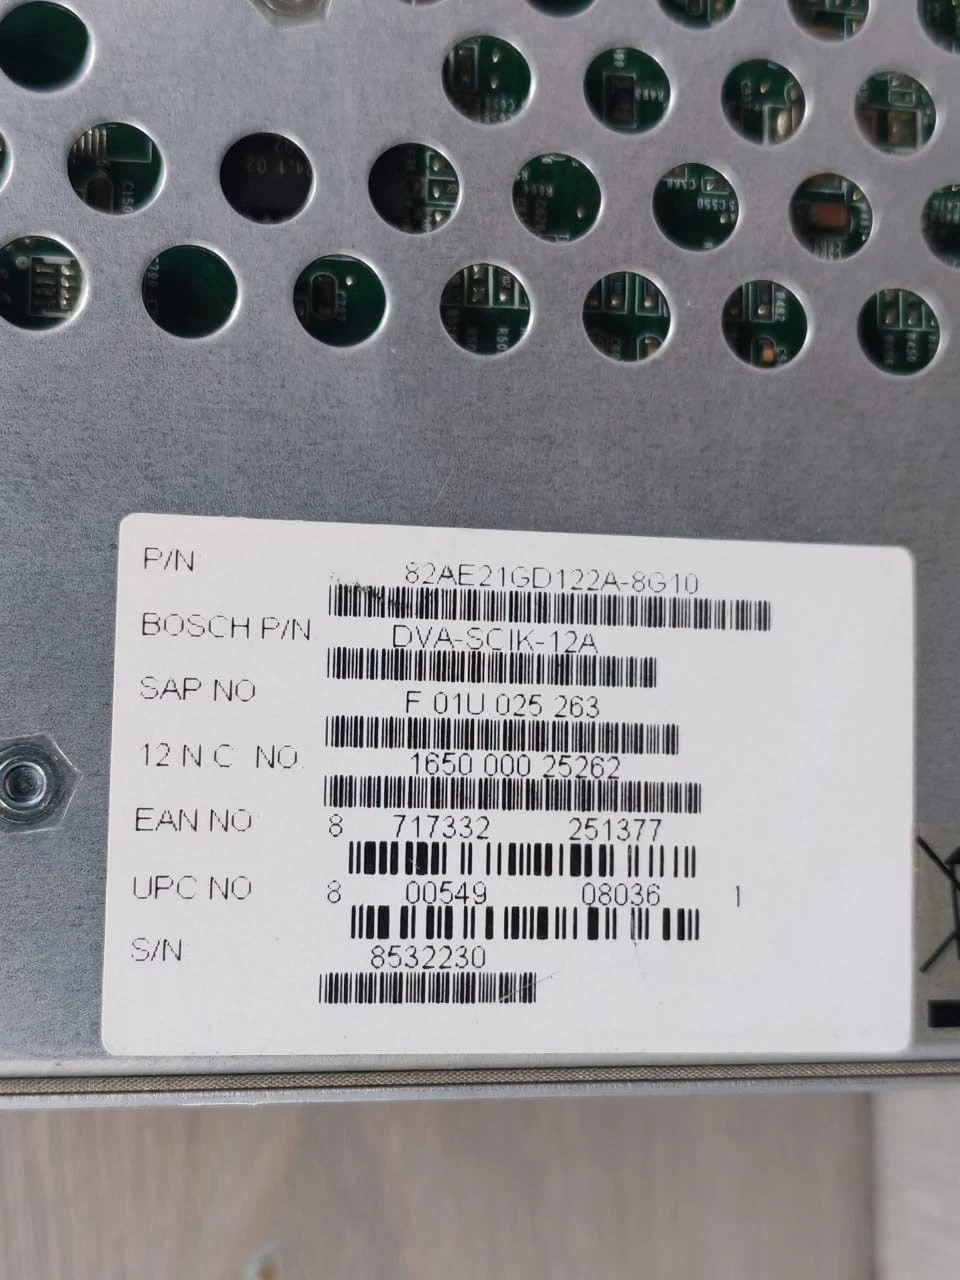 P/N 82AE21GD122A-8G10
BOSCH P/N DVA-SCIK-12A
SAP NO F 01U 025 263
12 N C NO. 1650 000 25262
EAN NO 8 717332 251377
UPC NO 8 00549 08036 1
S/N 8532230